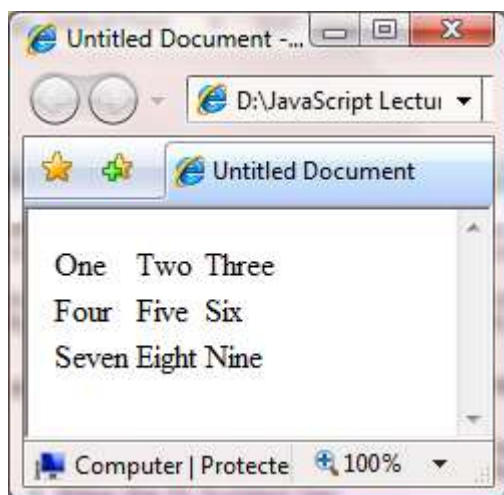 Untitled Document -...
D:\JavaScript Lectu
Untitled Document
One Two Three
Four Five Six
Seven Eight Nine
Computer | Protecte 100%